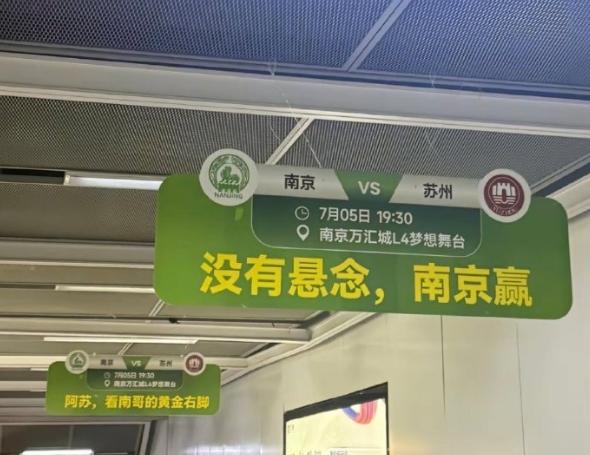 南京 VS 苏州
NANJING
7月05日 19:30
南京万汇城L4梦想舞台
没有悬念，南京赢
南京 VS 苏州
7月05日 19:30
南京万汇城L4梦想舞台
阿苏，看南哥的黄金右脚